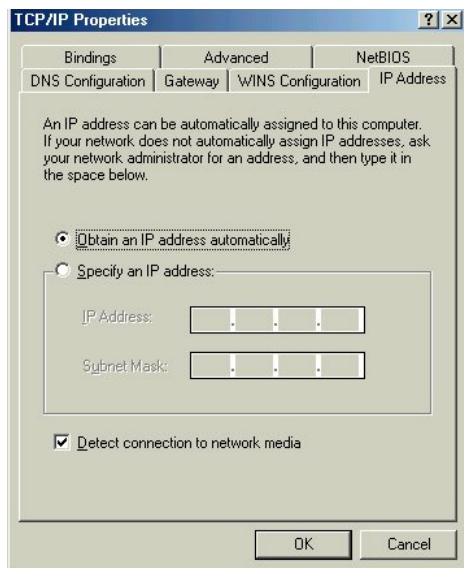 TCP/IP Properties
Bindings Advanced NetBIOS
DNS Configuration Gateway WINS Configuration IP Address
An IP address can be automatically assigned to this computer.
If your network does not automatically assign IP addresses, ask
your network administrator for an address, and then type it in
the space below.
Obtain an IP address automatically
Specify an IP address:
IP Address:
Subnet Mask:
Detect connection to network media
OK Cancel